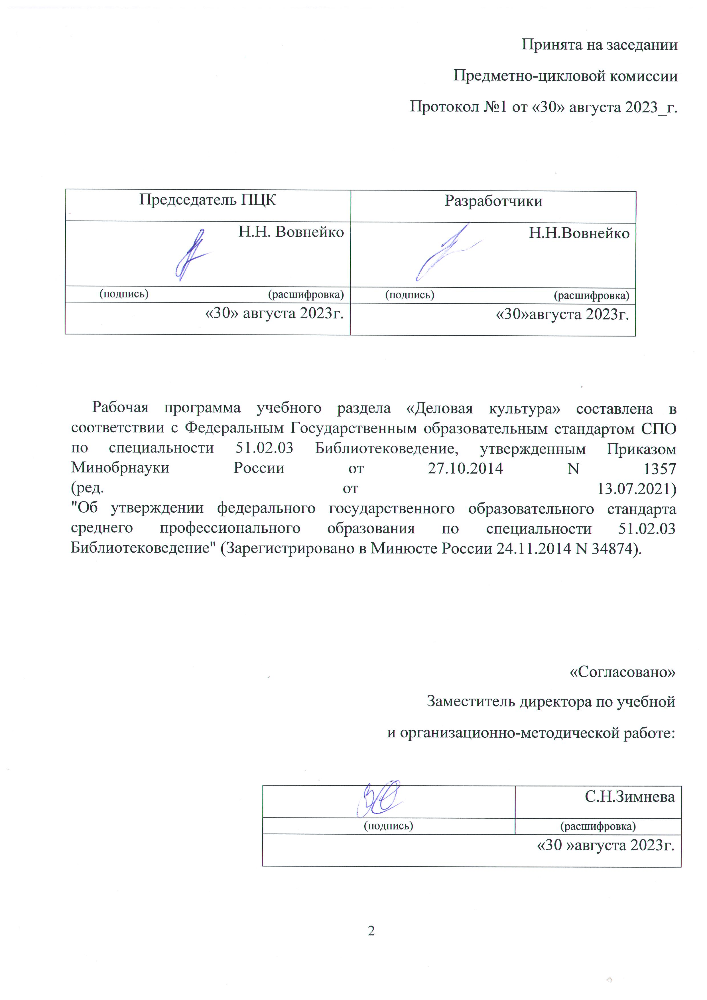 Принята на заседании
Предметно-цикловой комиссии
Протокол №1 от «30» августа 2023_г.
Председатель ПЦК Разработчики
Н.Н. Вовнейко Н.Н.Вовнейко
(подпись) (расшифровка) (подпись) (расшифровка)
«30» августа 2023г. «30»августа 2023г.
Рабочая программа учебного раздела «Деловая культура» составлена в
соответствии с Федеральным Государственным образовательным стандартом СПО
по специальности 51.02.03 Библиотековедение, утвержденным Приказом
Минобрнауки России от 27.10.2014 N 1357
(ред. от 13.07.2021)
"Об утверждении федерального государственного образовательного стандарта
среднего профессионального образования по специальности 51.02.03
Библиотековедение" (Зарегистрировано в Минюсте России 24.11.2014 N 34874).
«Согласовано»
Заместитель директора по учебной
и организационно-методической работе:
С.Н.Зимнева
(подпись) (расшифровка)
«30 »августа 2023г.
2